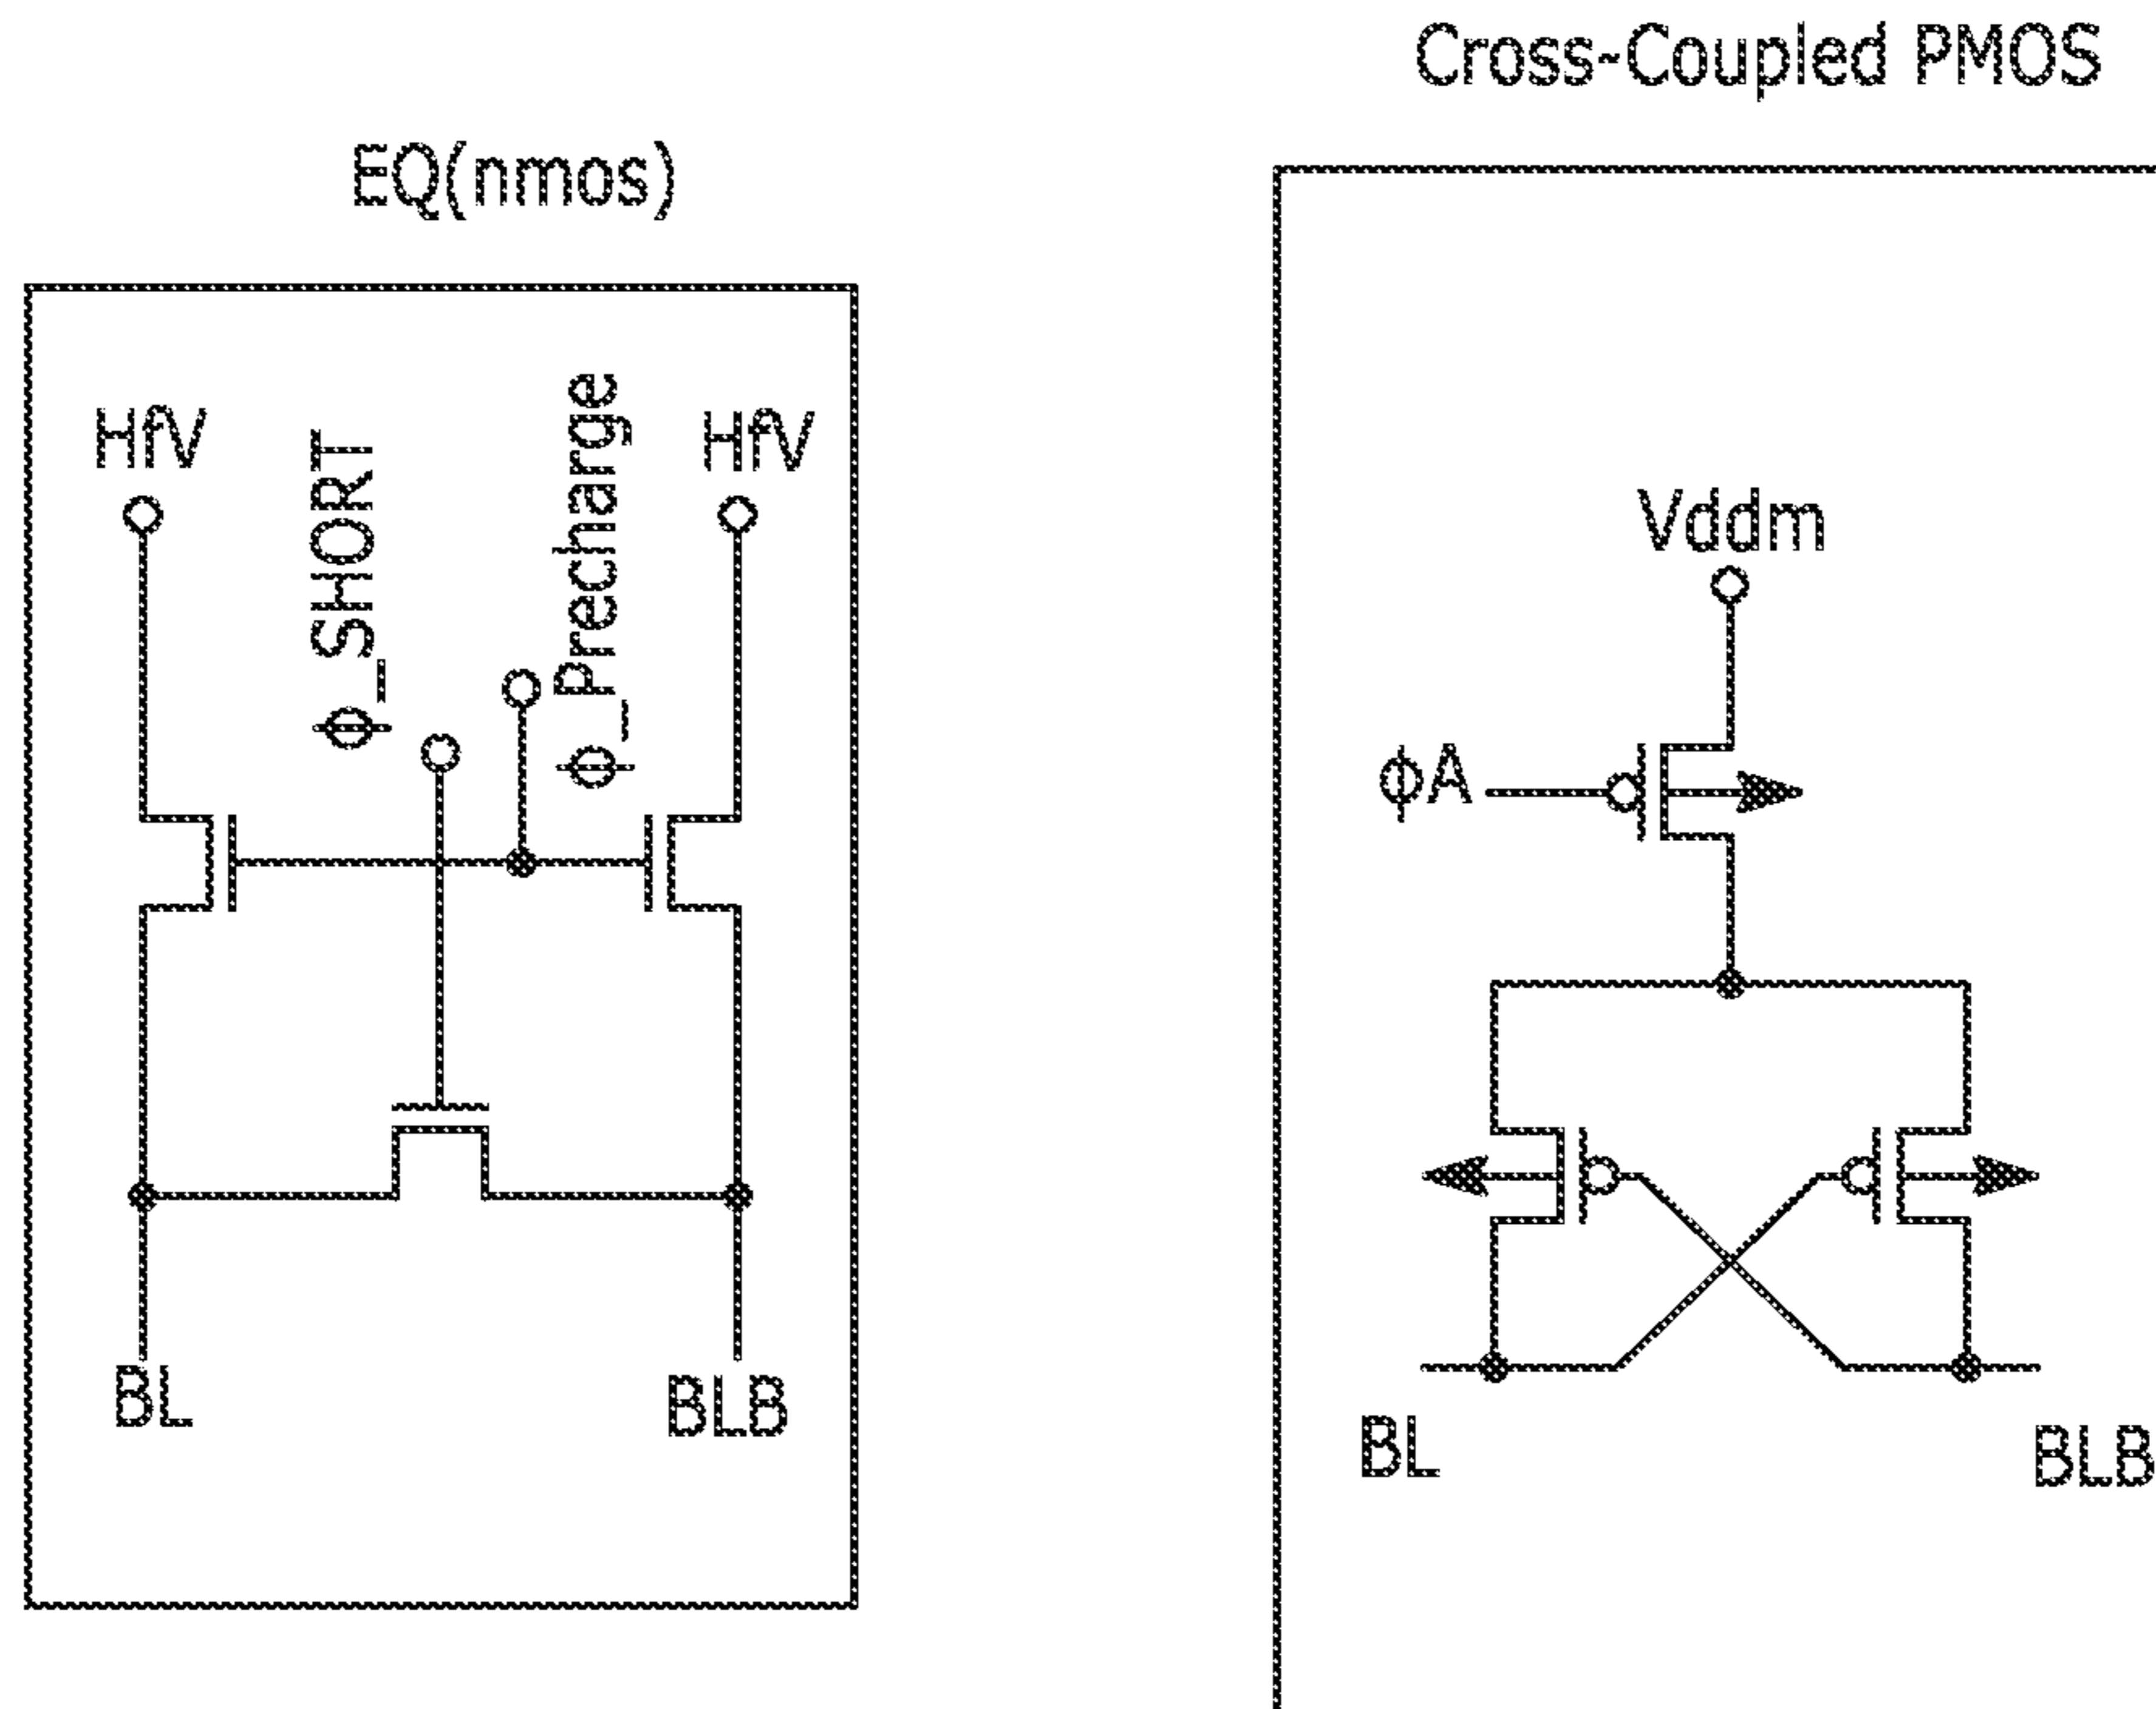 Cross-Coupled PMOS
EQ(nmos)
HfV
ϕ_SHORT
ϕ_Precharge
HfV
Vddm
ϕA
BL
BLB
BL
BLB